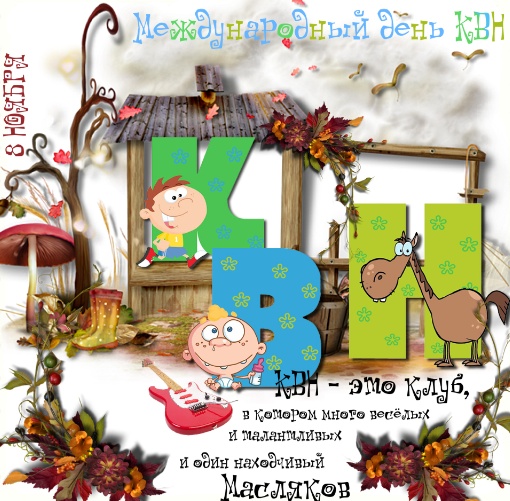 Международный день КВН
8 ноября
КВН
КВН - это клуб,
в котором много весёлых
и талантливых
и один находчивый
Масляков